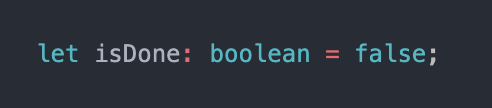 let isDone: boolean = false;